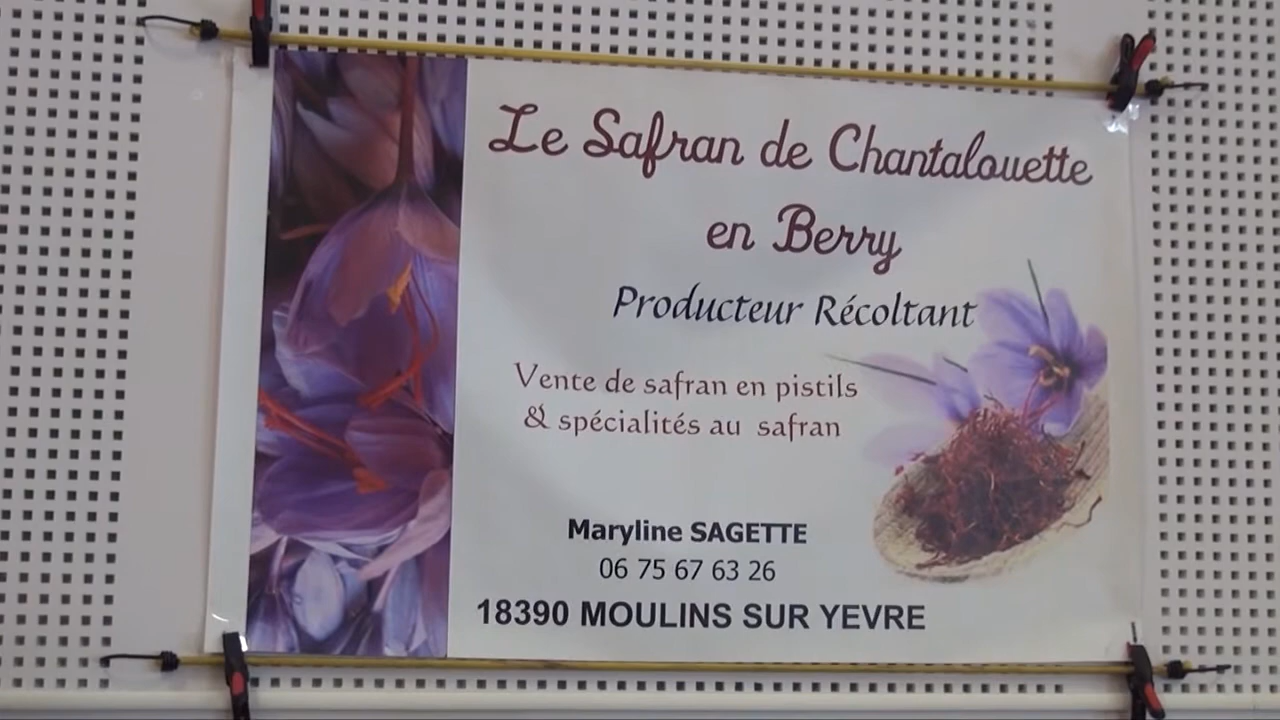 Le Safran de Chantalouette
en Berry
Producteur Récoltant
Vente de safran en pistils
& spécialités au safran
Maryline SAGETTE
06 75 67 63 26
18390 MOULINS SUR YEVRE